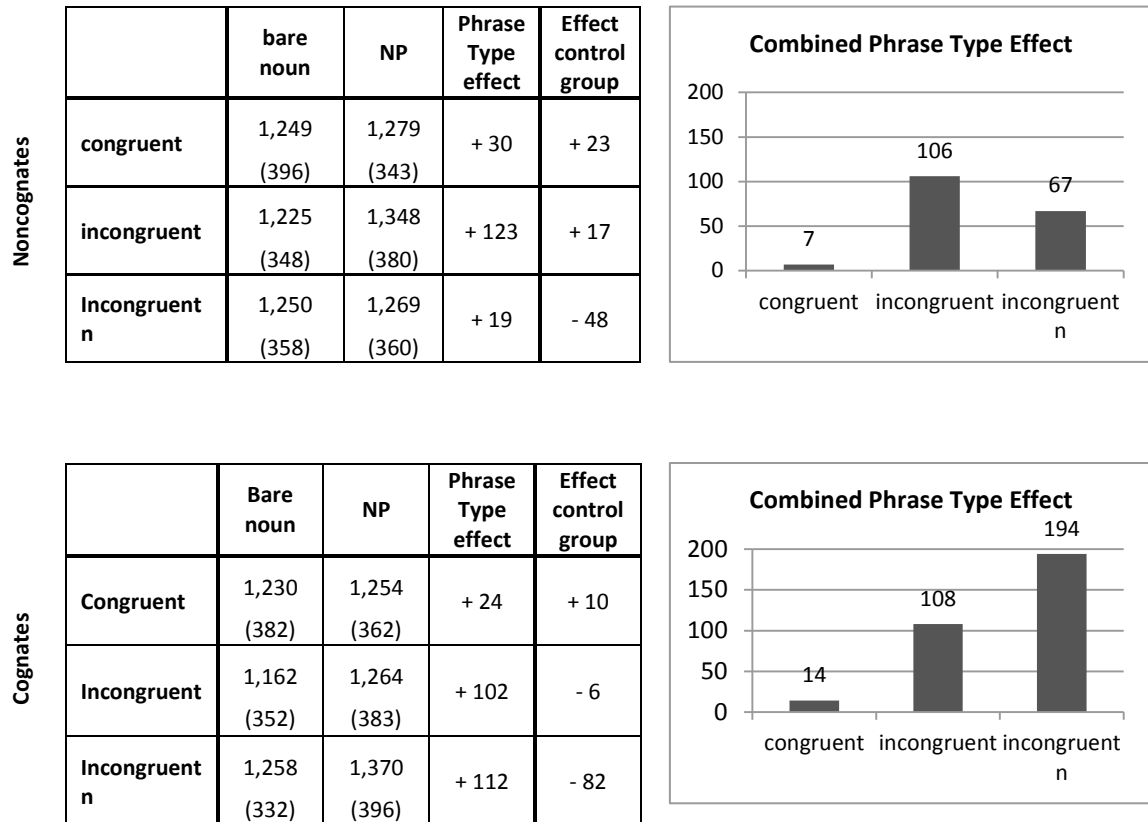 Noncognates
bare noun NP Phrase Type effect Effect control group
congruent 1,249 (396) 1,279 (343) + 30 + 23
incongruent 1,225 (348) 1,348 (380) + 123 + 17
Incongruent n 1,250 (358) 1,269 (360) + 19 - 48
Combined Phrase Type Effect
200
150
100
50
0
7
106
67
congruent incongruent incongruent n
Cognates
Bare noun NP Phrase Type effect Effect control group
Congruent 1,230 (382) 1,254 (362) + 24 + 10
Incongruent 1,162 (352) 1,264 (383) + 102 - 6
Incongruent n 1,258 (332) 1,370 (396) + 112 - 82
Combined Phrase Type Effect
200
150
100
50
0
14
108
194
congruent incongruent incongruent n